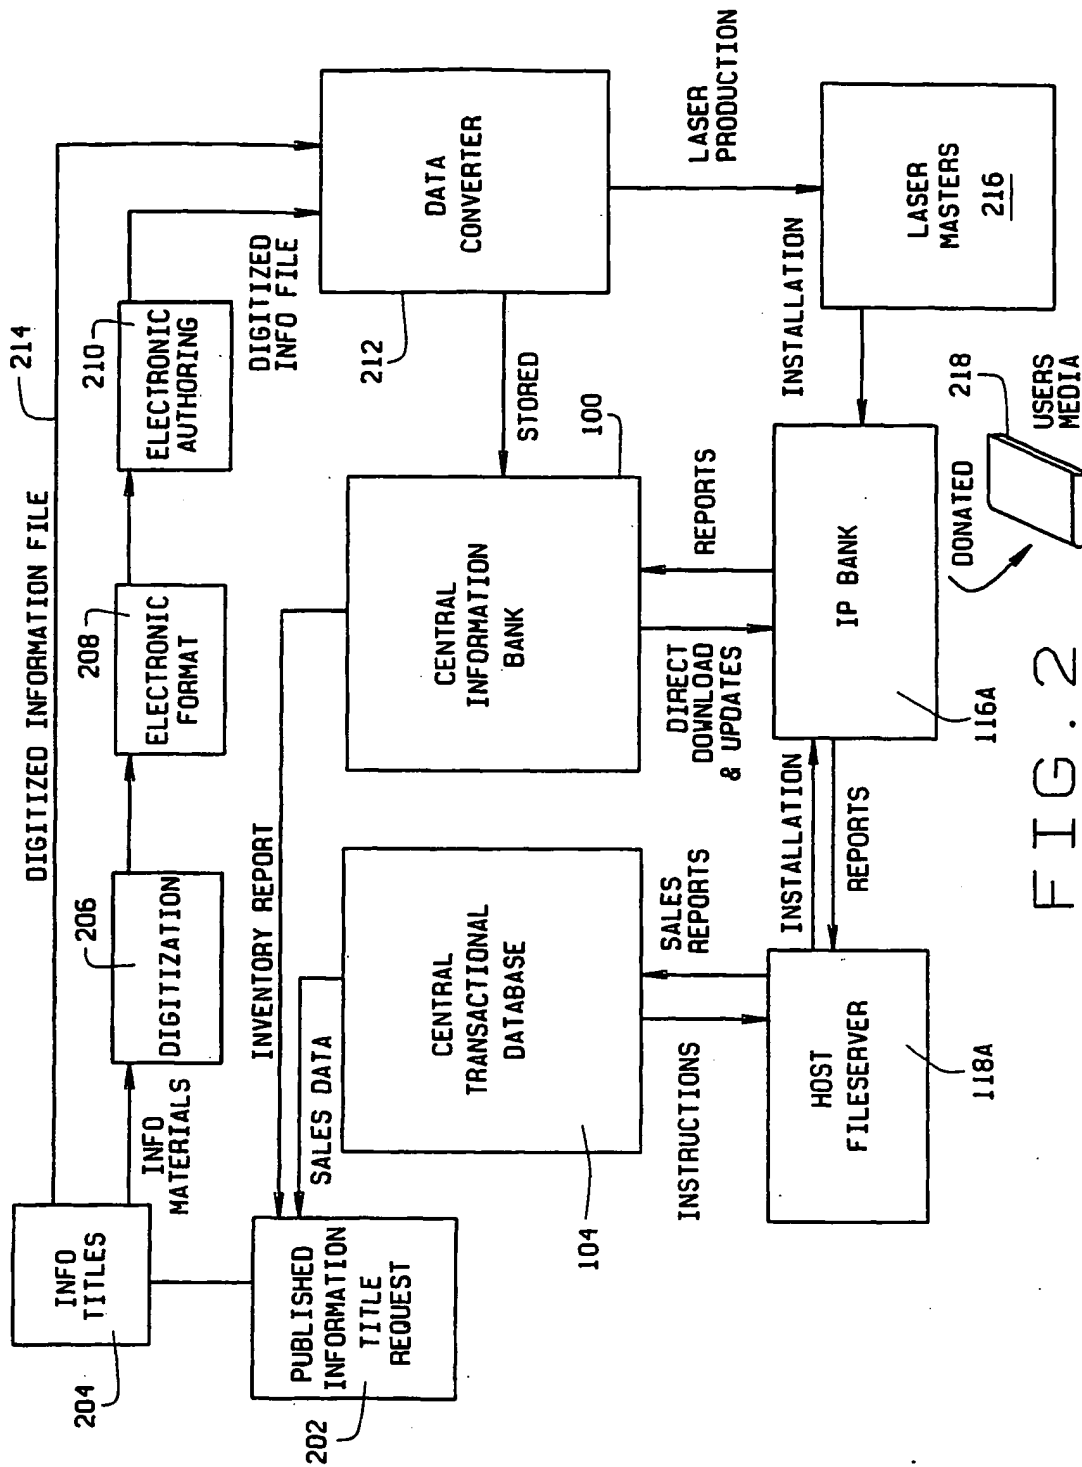 DIGITIZED INFORMATION FILE
214
INFO
TITLES
204
INFO
MATERIALS
DIGITIZATION
206
ELECTRONIC
FORMAT
208
ELECTRONIC
AUTHORING
210
DIGITIZED
INFO FILE
PUBLISHED
INFORMATION
TITLE
REQUEST
202
SALES DATA
INVENTORY REPORT
CENTRAL
TRANSACTIONAL
DATABASE
104
CENTRAL
INFORMATION
BANK
100
STORED
DATA
CONVERTER
212
LASER
PRODUCTION
INSTRUCTIONS
SALES
REPORTS
DIRECT
DOWNLOAD
& UPDATES
REPORTS
HOST
FILESERVER
118A
INSTALLATION
REPORTS
IP BANK
116A
INSTALLATION
LASER
MASTERS
216
DONATED
218
USERS
MEDIA
FIG. 2